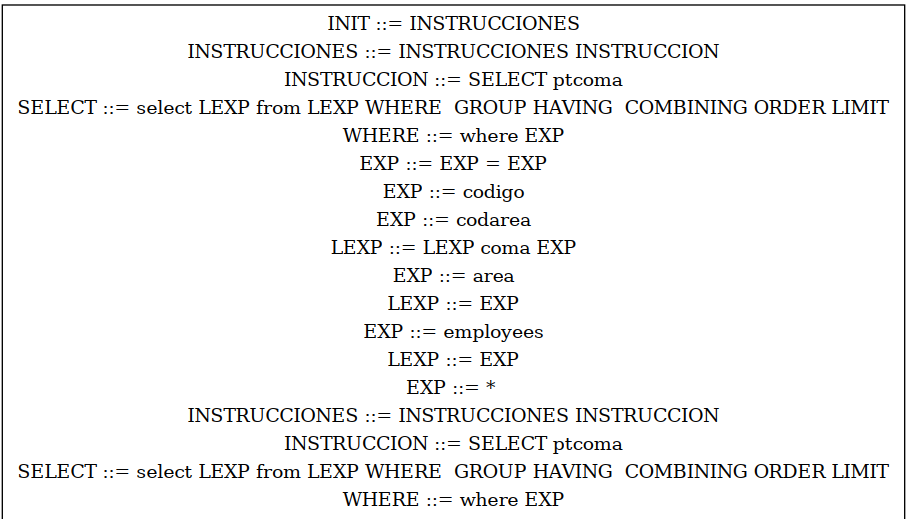 INIT ::= INSTRUCCIONES
INSTRUCCIONES ::= INSTRUCCIONES INSTRUCCION
INSTRUCCION ::= SELECT ptcoma
SELECT ::= select LEXP from LEXP WHERE  GROUP HAVING  COMBINING ORDER LIMIT
WHERE ::= where EXP
EXP ::= EXP = EXP
EXP ::= codigo
EXP ::= codarea
LEXP ::= LEXP coma EXP
EXP ::= area
LEXP ::= EXP
EXP ::= employees
LEXP ::= EXP
EXP ::= *
INSTRUCCIONES ::= INSTRUCCIONES INSTRUCCION
INSTRUCCION ::= SELECT ptcoma
SELECT ::= select LEXP from LEXP WHERE  GROUP HAVING  COMBINING ORDER LIMIT
WHERE ::= where EXP